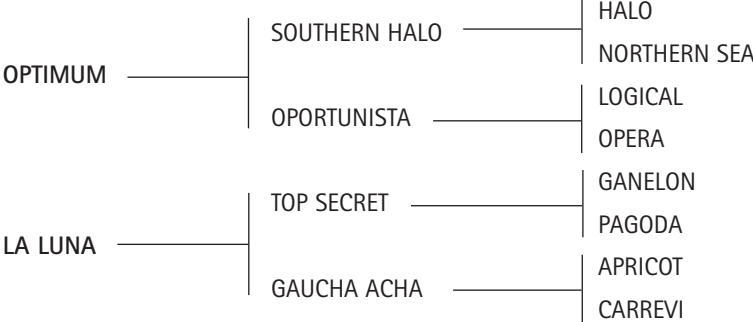 HALO
SOUTHERN HALO
NORTHERN SEA
OPTIMUM
LOGICAL
OPORTUNISTA
OPERA
GANELON
TOP SECRET
PAGODA
LA LUNA
APRICOT
GAUCHA ACHA
CARREVI